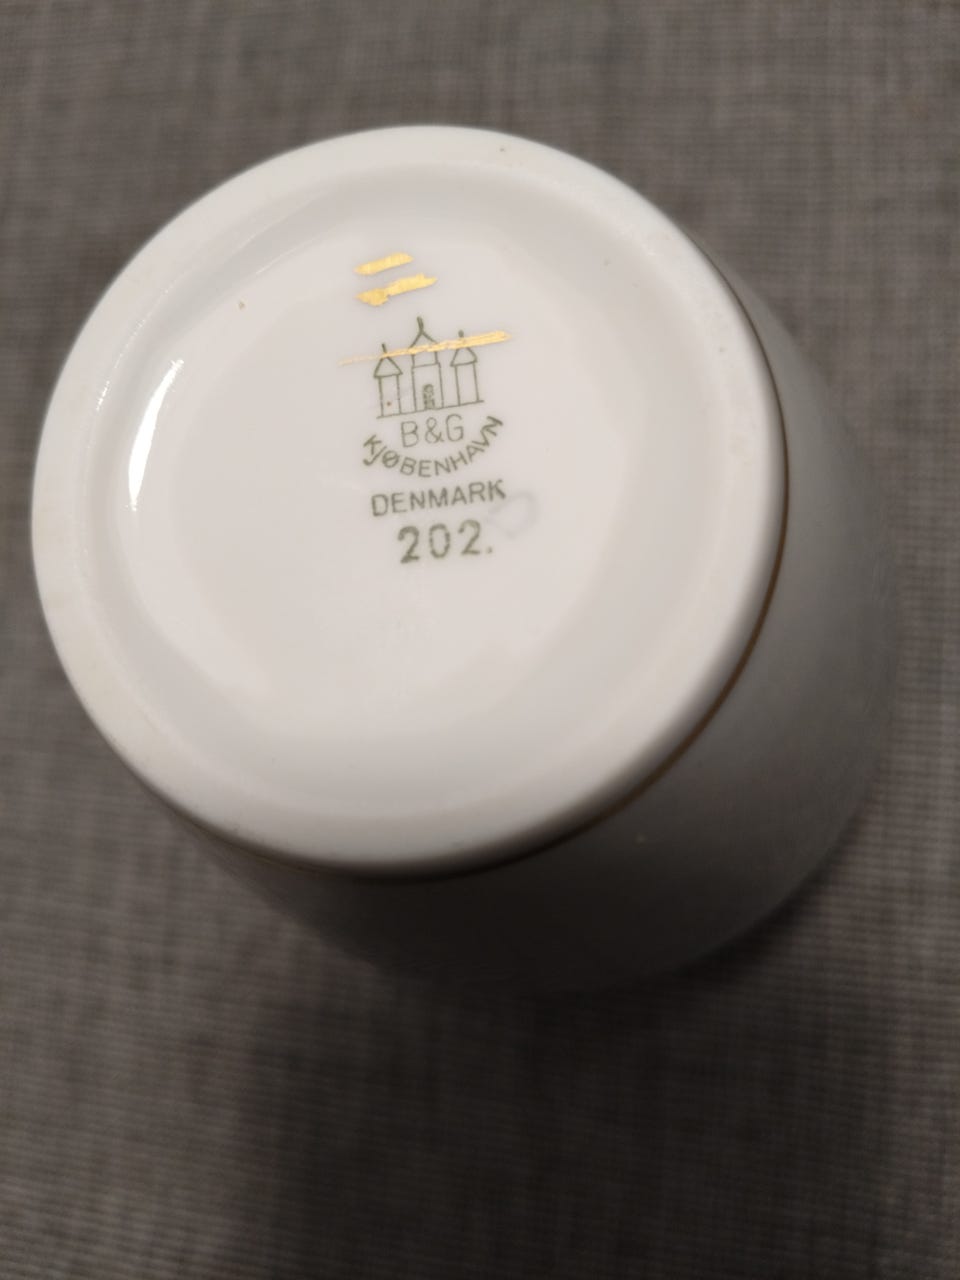 B&G
KJØBENHAVN
DENMARK
202.